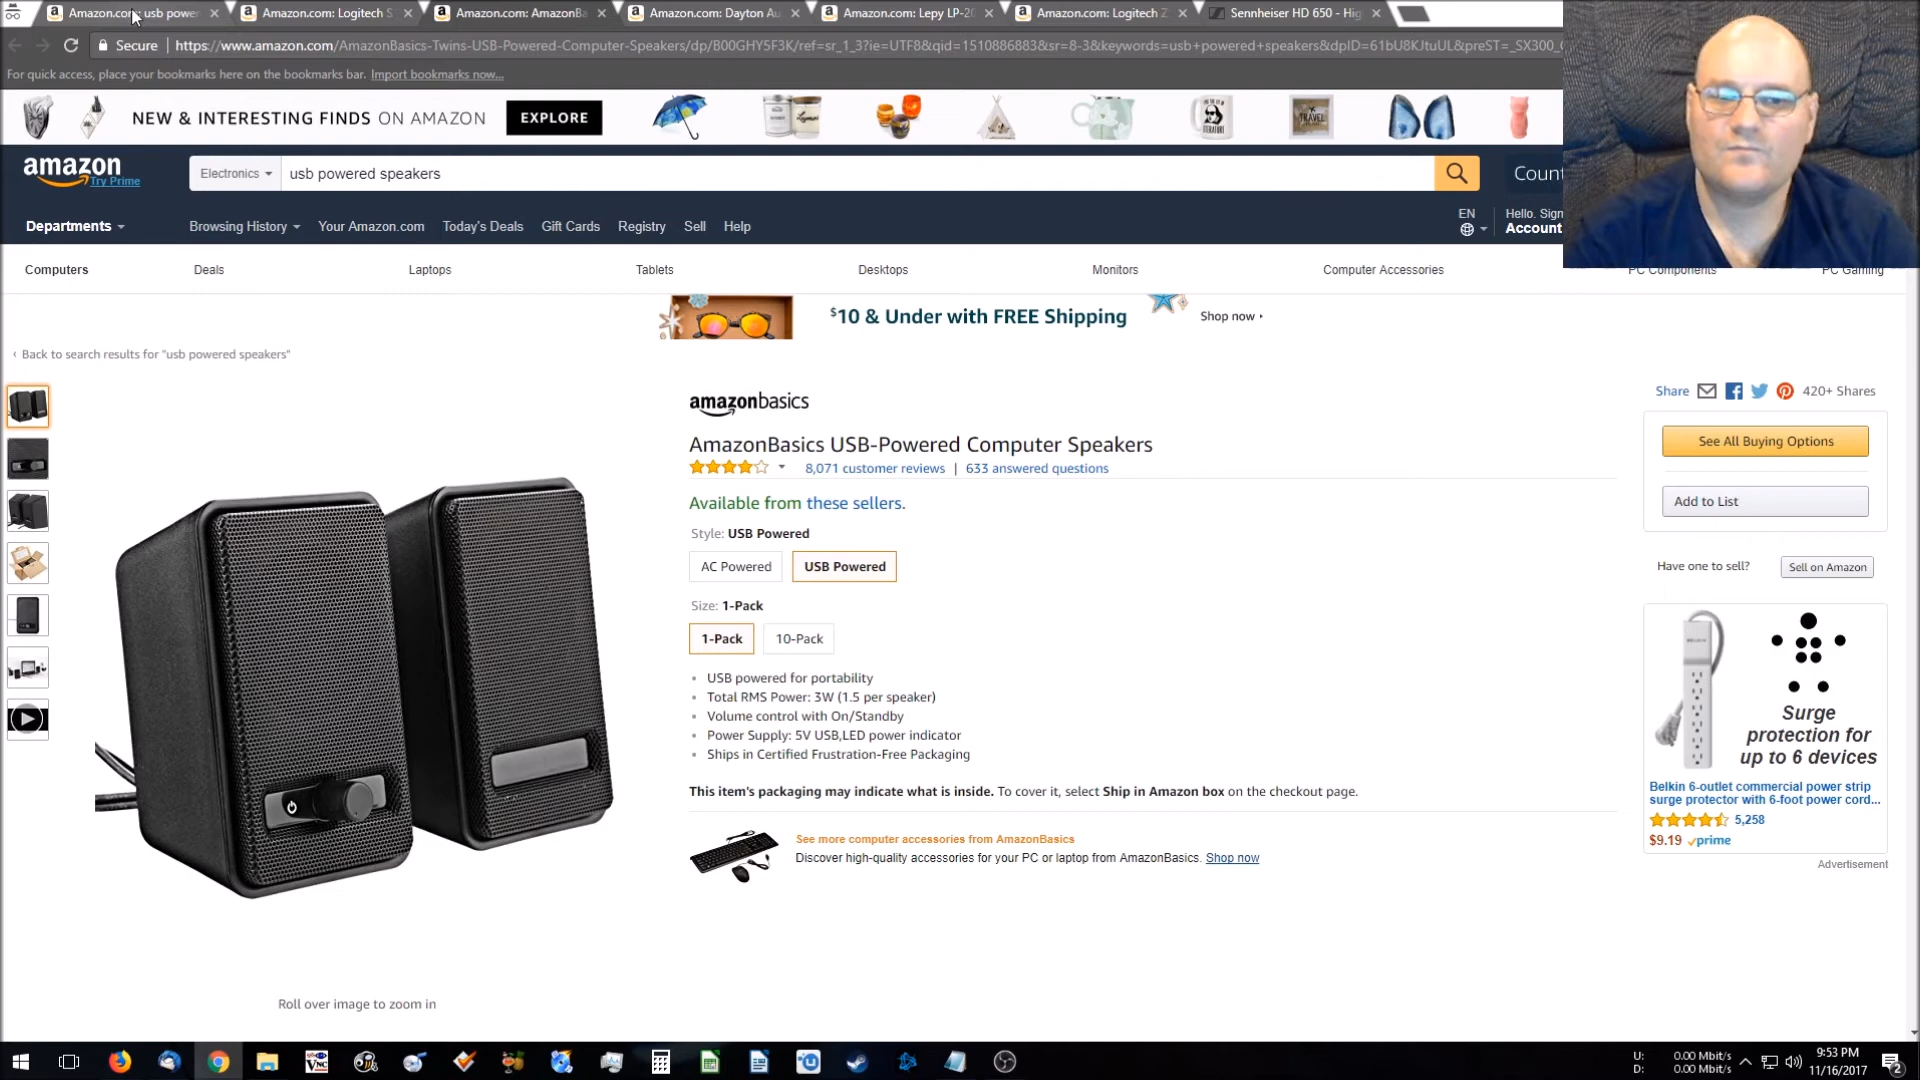 Amazon.com: usb power
Amazon.com: Logitech S
Amazon.com: AmazonBa
Amazon.com: Dayton Au
Amazon.com: Lepy LP-20
Amazon.com: Logitech Z
Sennheiser HD 650 - Hig
Secure
https://www.amazon.com/AmazonBasics-Twins-USB-Powered-Computer-Speakers/dp/B00GHY5F3K/ref=sr_1_3?ie=UTF8&qid=1510886883&sr=8-3&keywords=usb+powered+speakers&dpID=61bU8KJtuUL&preST=_SX300_
For quick access, place your bookmarks here on the bookmarks bar. Import bookmarks now...
NEW & INTERESTING FINDS ON AMAZON
EXPLORE
amazon
Try Prime
Electronics
usb powered speakers
Count
Departments
Browsing History
Your Amazon.com
Today's Deals
Gift Cards
Registry
Sell
Help
EN
Hello. Sign
Account
Computers
Deals
Laptops
Tablets
Desktops
Monitors
Computer Accessories
PC Components
PC Gaming
$10 & Under with FREE Shipping
Shop now
‹ Back to search results for "usb powered speakers"
amazonbasics
AmazonBasics USB-Powered Computer Speakers
8,071 customer reviews | 633 answered questions
Available from these sellers.
Style: USB Powered
AC Powered
USB Powered
Size: 1-Pack
1-Pack
10-Pack
USB powered for portability
Total RMS Power: 3W (1.5 per speaker)
Volume control with On/Standby
Power Supply: 5V USB,LED power indicator
Ships in Certified Frustration-Free Packaging
This item's packaging may indicate what is inside. To cover it, select Ship in Amazon box on the checkout page.
See more computer accessories from AmazonBasics
Discover high-quality accessories for your PC or laptop from AmazonBasics. Shop now
Roll over image to zoom in
Share
420+ Shares
See All Buying Options
Add to List
Have one to sell?
Sell on Amazon
Surge
protection for
up to 6 devices
Belkin 6-outlet commercial power strip
surge protector with 6-foot power cord...
5,258
$9.19 prime
Advertisement
U: 0.00 Mbit/s
D: 0.00 Mbit/s
9:53 PM
11/16/2017
2